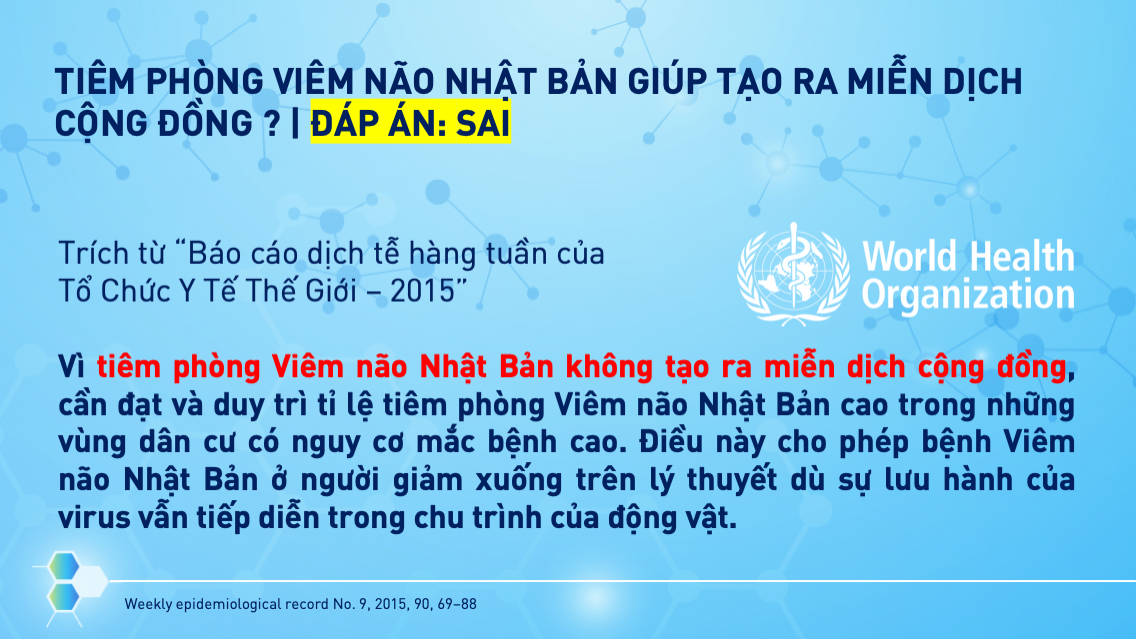 TIÊM PHÒNG VIÊM NÃO NHẬT BẢN GIÚP TẠO RA MIỄN DỊCH
CỘNG ĐỒNG ? | ĐÁP ÁN: SAI
Trích từ “Báo cáo dịch tễ hàng tuần của
Tổ Chức Y Tế Thế Giới – 2015”
World Health
Organization
Vì tiêm phòng Viêm não Nhật Bản không tạo ra miễn dịch cộng đồng,
cần đạt và duy trì tỉ lệ tiêm phòng Viêm não Nhật Bản cao trong những
vùng dân cư có nguy cơ mắc bệnh cao. Điều này cho phép bệnh Viêm
não Nhật Bản ở người giảm xuống trên lý thuyết dù sự lưu hành của
virus vẫn tiếp diễn trong chu trình của động vật.
Weekly epidemiological record No. 9, 2015, 90, 69–88